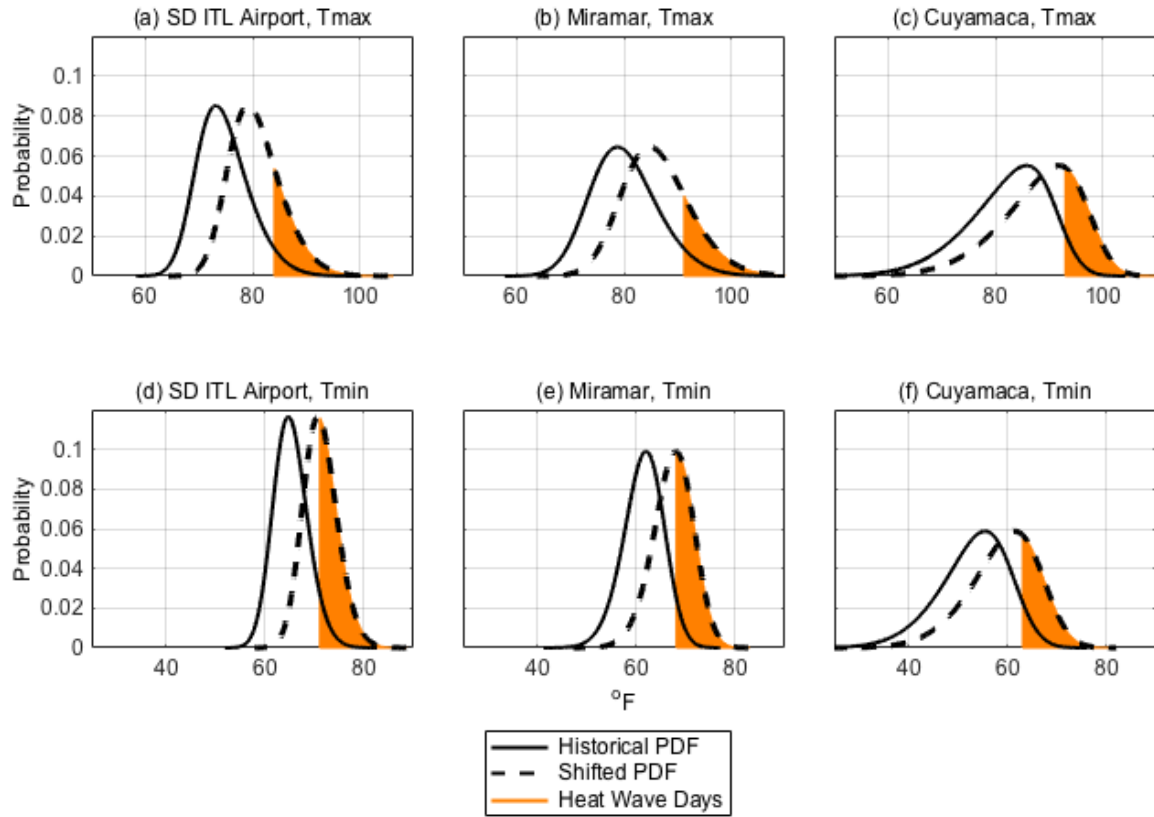 (a) SD ITL Airport, Tmax
(b) Miramar, Tmax
(c) Cuyamaca, Tmax
Probability
0.1
0.08
0.06
0.04
0.02
0
60 80 100
60 80 100
60 80 100
(d) SD ITL Airport, Tmin
(e) Miramar, Tmin
(f) Cuyamaca, Tmin
Probability
0.1
0.08
0.06
0.04
0.02
0
40 60 80
40 60 80
40 60 80
°F
Historical PDF
Shifted PDF
Heat Wave Days